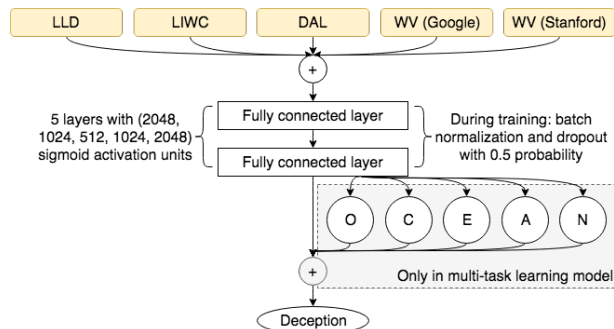 LLD
LIWC
DAL
WV (Google)
WV (Stanford)
+
Fully connected layer
5 layers with (2048,
1024, 512, 1024, 2048)
sigmoid activation units
During training: batch
normalization and dropout
with 0.5 probability
Fully connected layer
O
C
E
A
N
+
Only in multi-task learning model
Deception